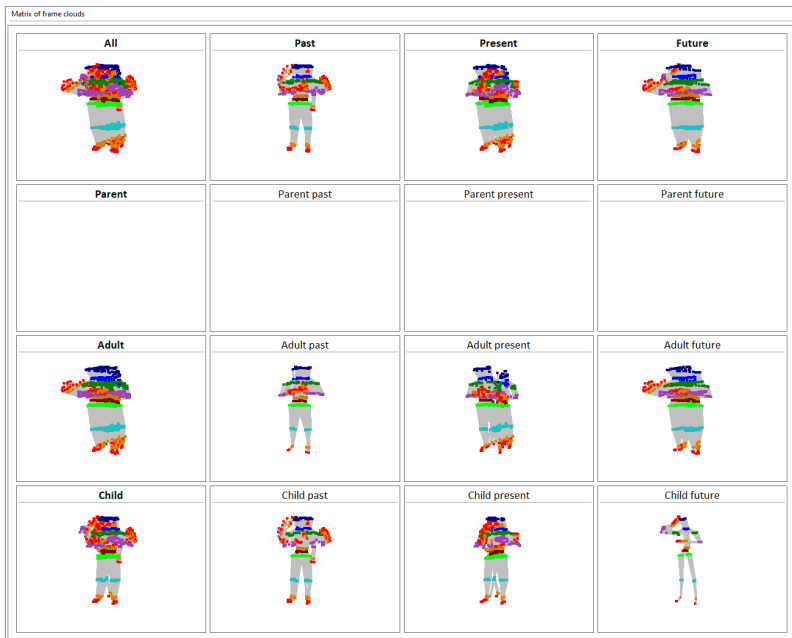 Matrix of frame clouds
All Past Present Future
Parent Parent past Parent present Parent future
Adult Adult past Adult present Adult future
Child Child past Child present Child future